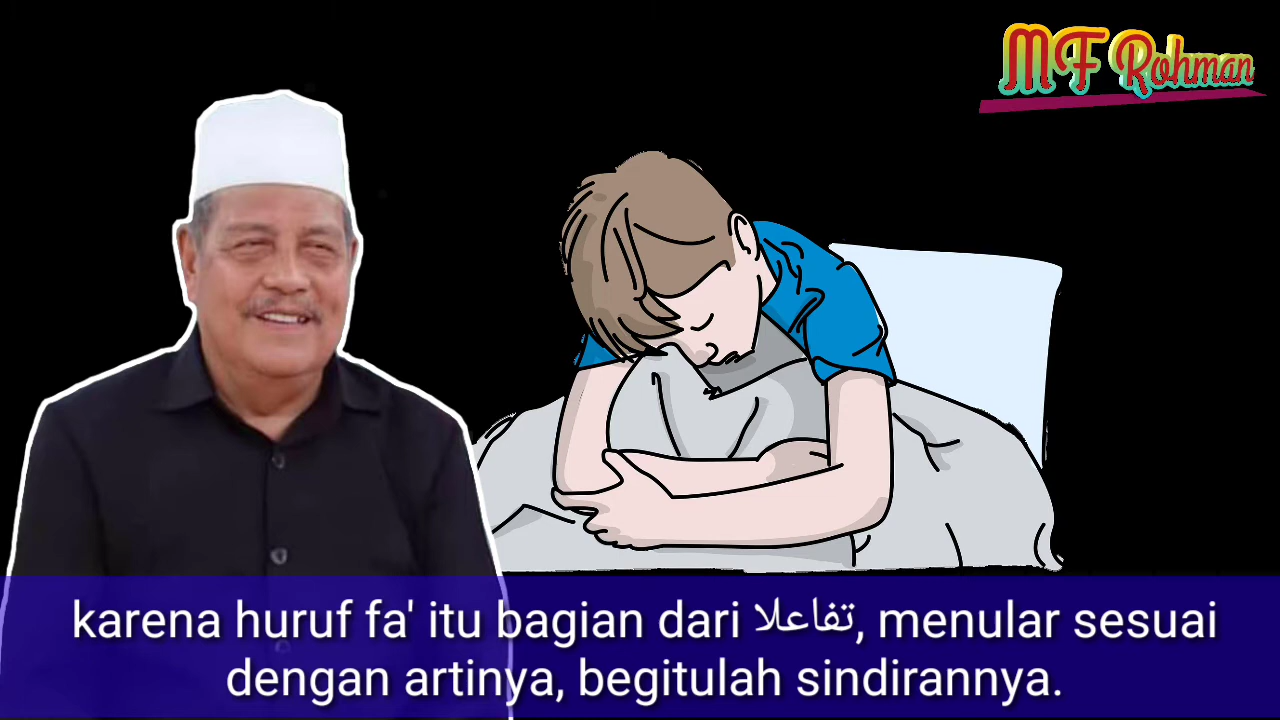 MF Rohman
karena huruf fa' itu bagian dari تفاعلا, menular sesuai
dengan artinya, begitulah sindirannya.